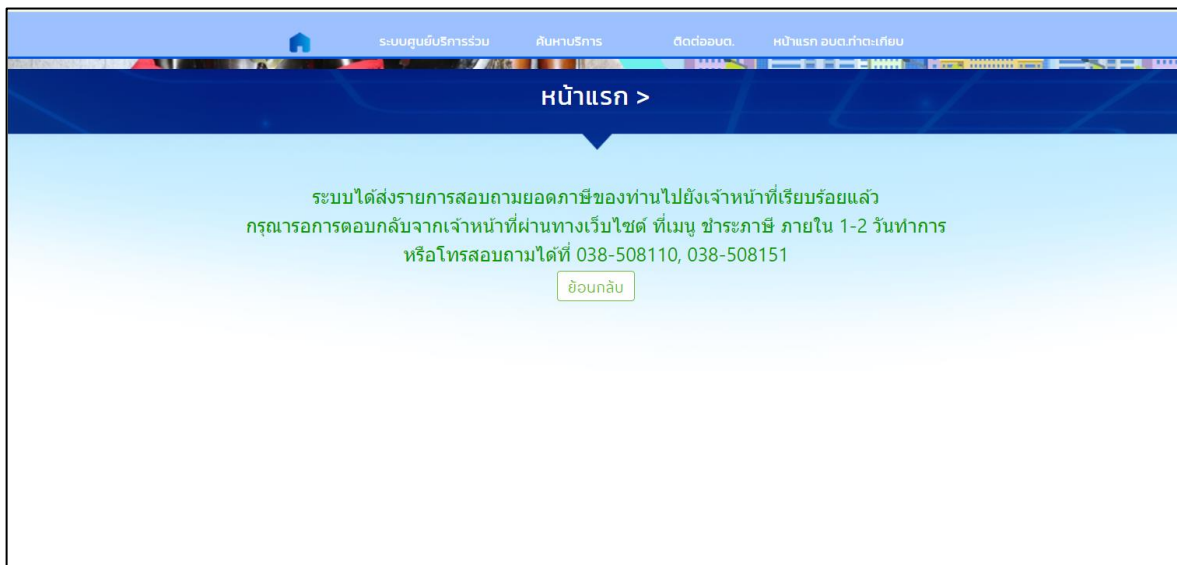 ระบบศูนย์บริการร่วม ค้นหาบริการ ติดต่ออบต. หน้าแรก อบต.ท่าตะเกียบ
หน้าแรก >
ระบบได้ส่งรายการสอบถามยอดภาษีของท่านไปยังเจ้าหน้าที่เรียบร้อยแล้ว
กรุณารอการตอบกลับจากเจ้าหน้าที่ผ่านทางเว็บไซต์ ที่เมนู ชำระภาษี ภายใน 1-2 วันทำการ
หรือโทรสอบถามได้ที่ 038-508110, 038-508151
ย้อนกลับ